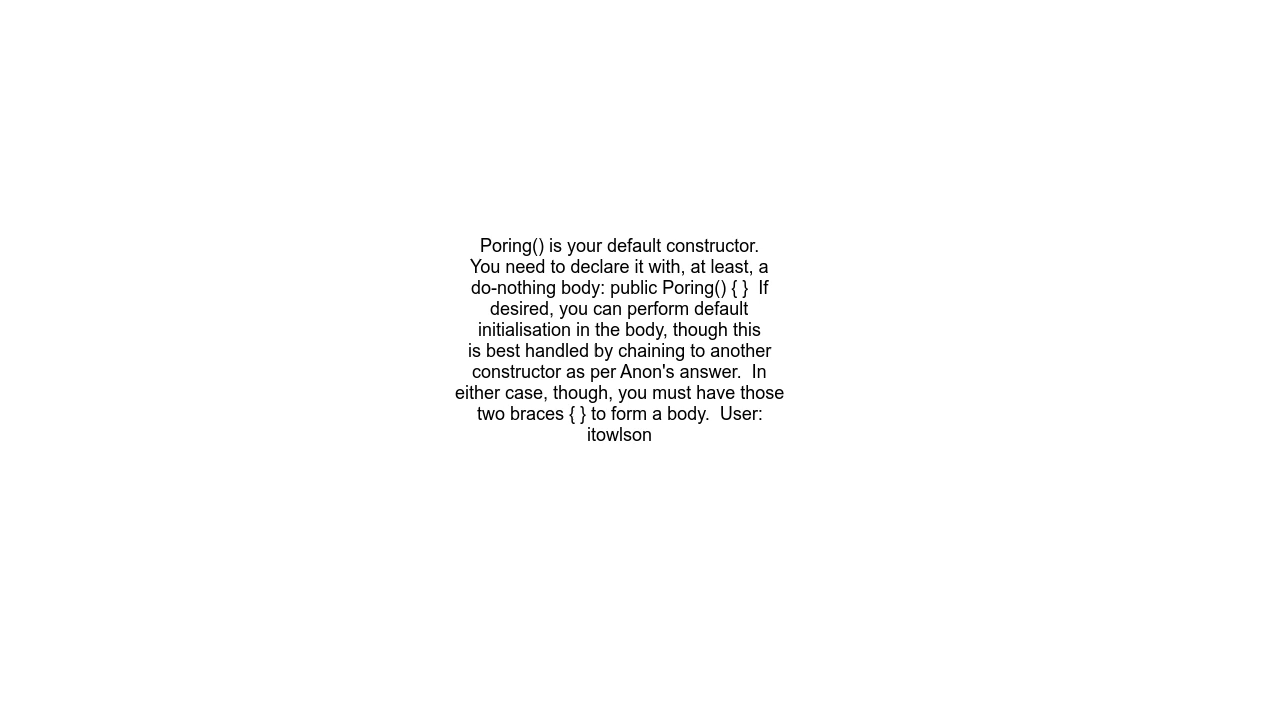 Poring() is your default constructor.
You need to declare it with, at least, a
do-nothing body: public Poring() { }  If
desired, you can perform default
initialisation in the body, though this
is best handled by chaining to another
constructor as per Anon's answer.  In
either case, though, you must have those
two braces { } to form a body.  User:
itowlson